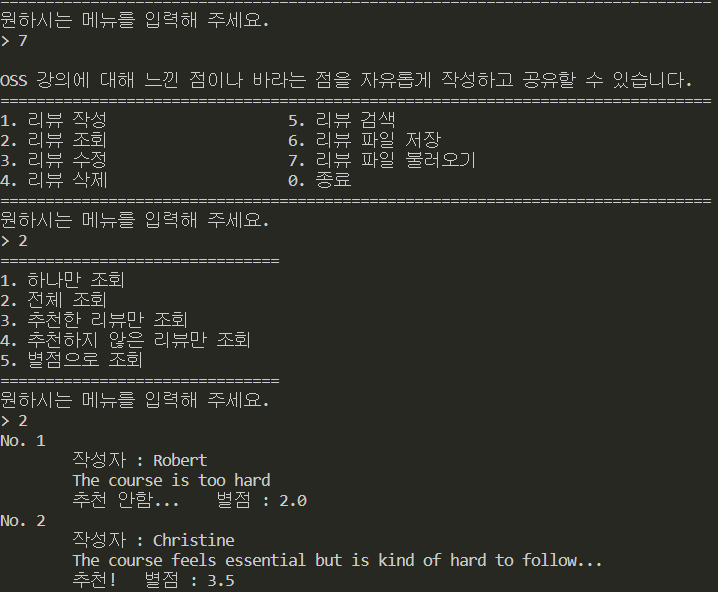 ================================================================================
원하시는 메뉴를 입력해 주세요.
> 7
OSS 강의에 대해 느낀 점이나 바라는 점을 자유롭게 작성하고 공유할 수 있습니다.
================================================================================
1. 리뷰 작성 5. 리뷰 검색
2. 리뷰 조회 6. 리뷰 파일 저장
3. 리뷰 수정 7. 리뷰 파일 불러오기
4. 리뷰 삭제 0. 종료
================================================================================
원하시는 메뉴를 입력해 주세요.
> 2
===============================
1. 하나만 조회
2. 전체 조회
3. 추천한 리뷰만 조회
4. 추천하지 않은 리뷰만 조회
5. 별점으로 조회
===============================
원하시는 메뉴를 입력해 주세요.
> 2
No. 1
작성자 : Robert
The course is too hard
추천 안함... 별점 : 2.0
No. 2
작성자 : Christine
The course feels essential but is kind of hard to follow...
추천! 별점 : 3.5